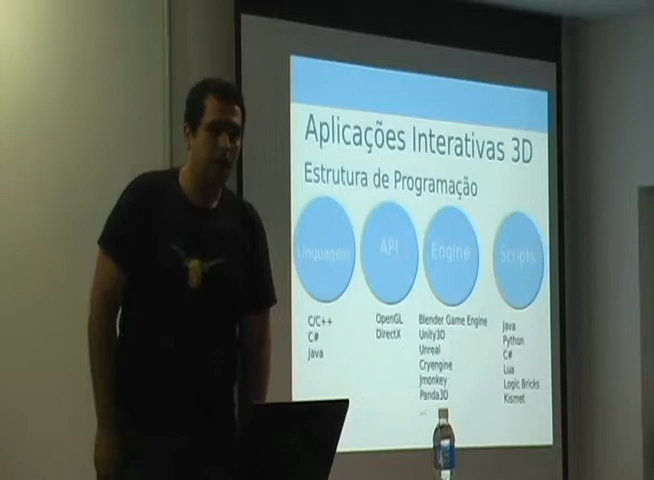 Aplicações Interativas 3D
Estrutura de Programação
Linguagem
API
Engine
Scripts
C/C++
C#
Java
OpenGL
DirectX
Blender Game Engine
Unity3D
Unreal
Cryengine
Jmonkey
Panda3D
...
Java
Python
C#
Lua
Logic Bricks
Kismet